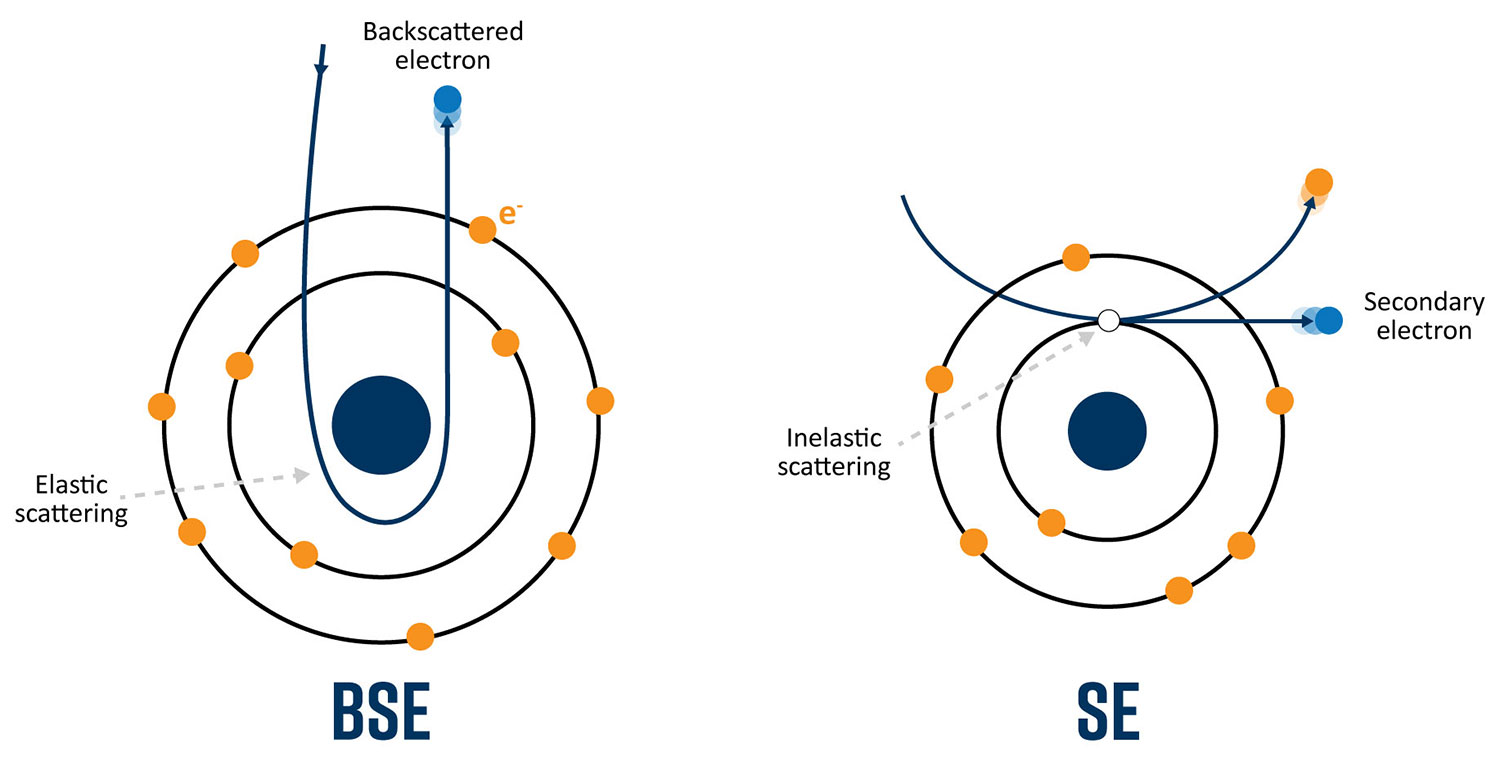 Backscattered
electron
e-
Elastic
scattering
BSE
Secondary
electron
Inelastic
scattering
SE